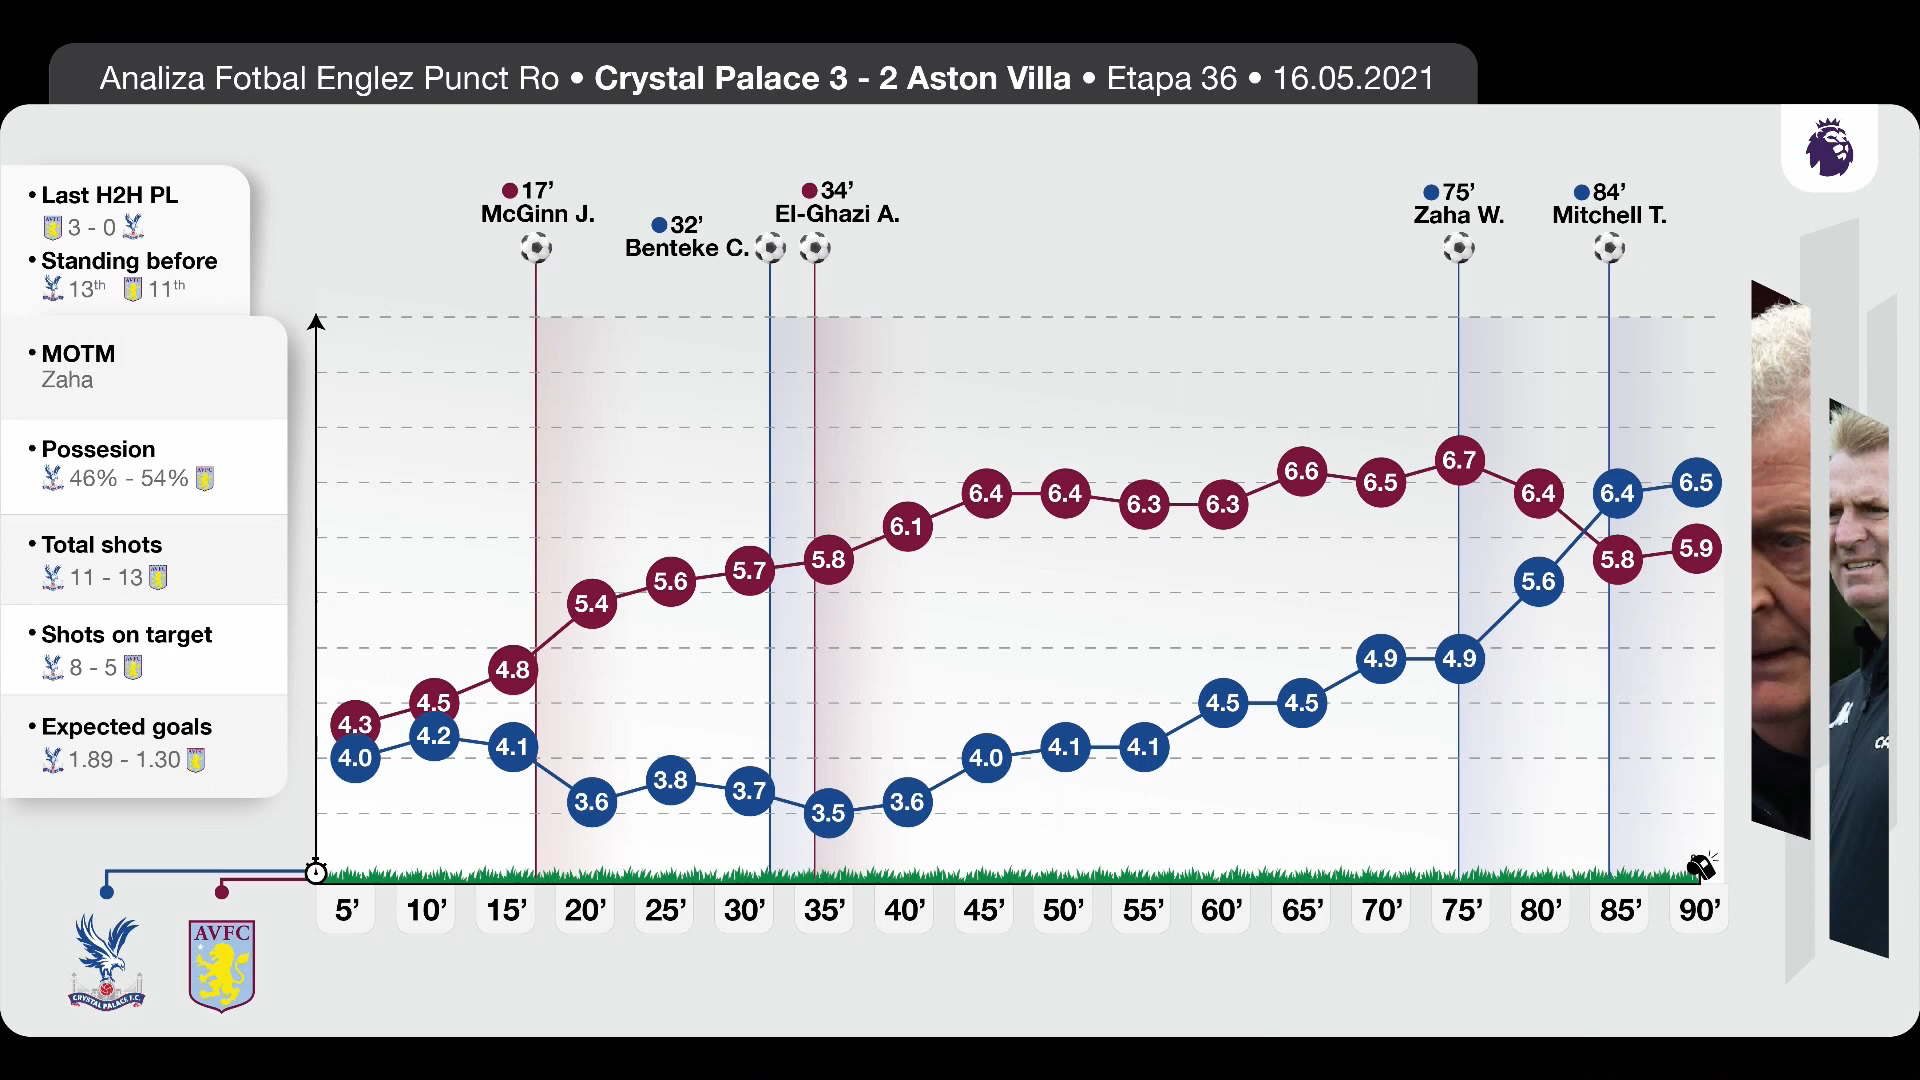 Analiza Fotbal Englez Punct Ro • Crystal Palace 3 - 2 Aston Villa • Etapa 36 • 16.05.2021
• Last H2H PL
3 - 0
• Standing before
13th 11th
• MOTM
Zaha
• Possesion
46% - 54%
• Total shots
11 - 13
• Shots on target
8 - 5
• Expected goals
1.89 - 1.30
17’
McGinn J.
32’
Benteke C.
34’
El-Ghazi A.
75’
Zaha W.
84’
Mitchell T.
4.3 4.5 4.8 5.4 5.6 5.7 5.8 6.1 6.4 6.4 6.3 6.3 6.6 6.5 6.7 6.4 5.8 5.9
4.0 4.2 4.1 3.6 3.8 3.7 3.5 3.6 4.0 4.1 4.1 4.5 4.5 4.9 4.9 5.6 6.4 6.5
5’ 10’ 15’ 20’ 25’ 30’ 35’ 40’ 45’ 50’ 55’ 60’ 65’ 70’ 75’ 80’ 85’ 90’
CRYSTAL PALACE F.C.
AVFC